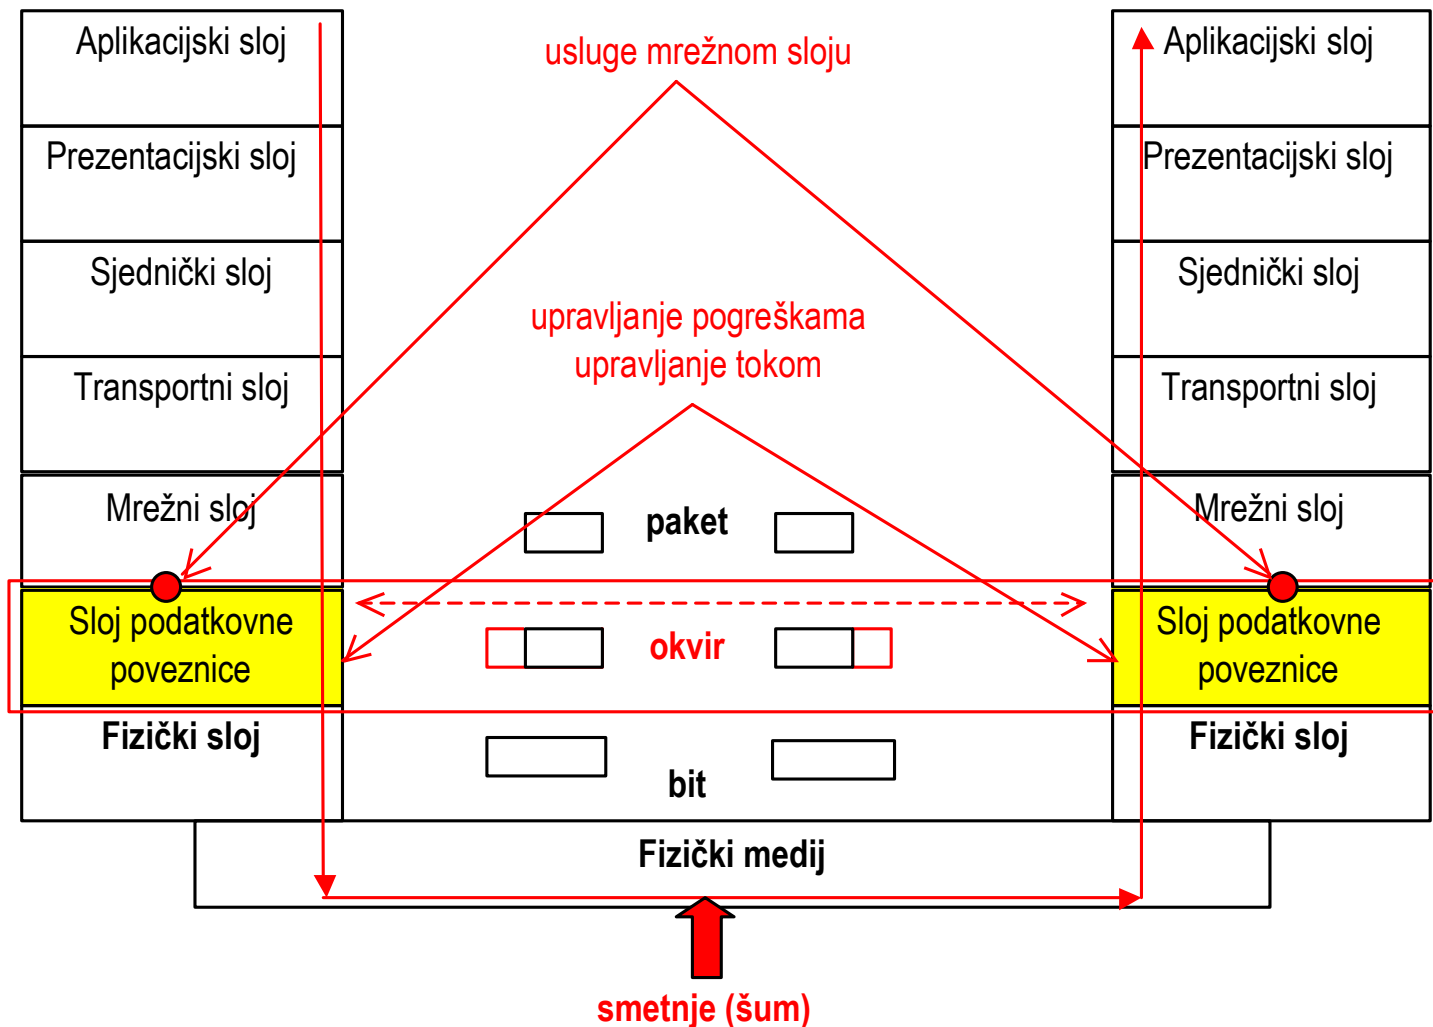 Aplikacijski sloj
usluge mrežnom sloju
Aplikacijski sloj
Prezentacijski sloj
Prezentacijski sloj
Sjednički sloj
Sjednički sloj
upravljanje pogreškama
upravljanje tokom
Transportni sloj
Transportni sloj
Mrežni sloj
paket
Mrežni sloj
Sloj podatkovne
poveznice
okvir
Sloj podatkovne
poveznice
Fizički sloj
bit
Fizički sloj
Fizički medij
smetnje (šum)